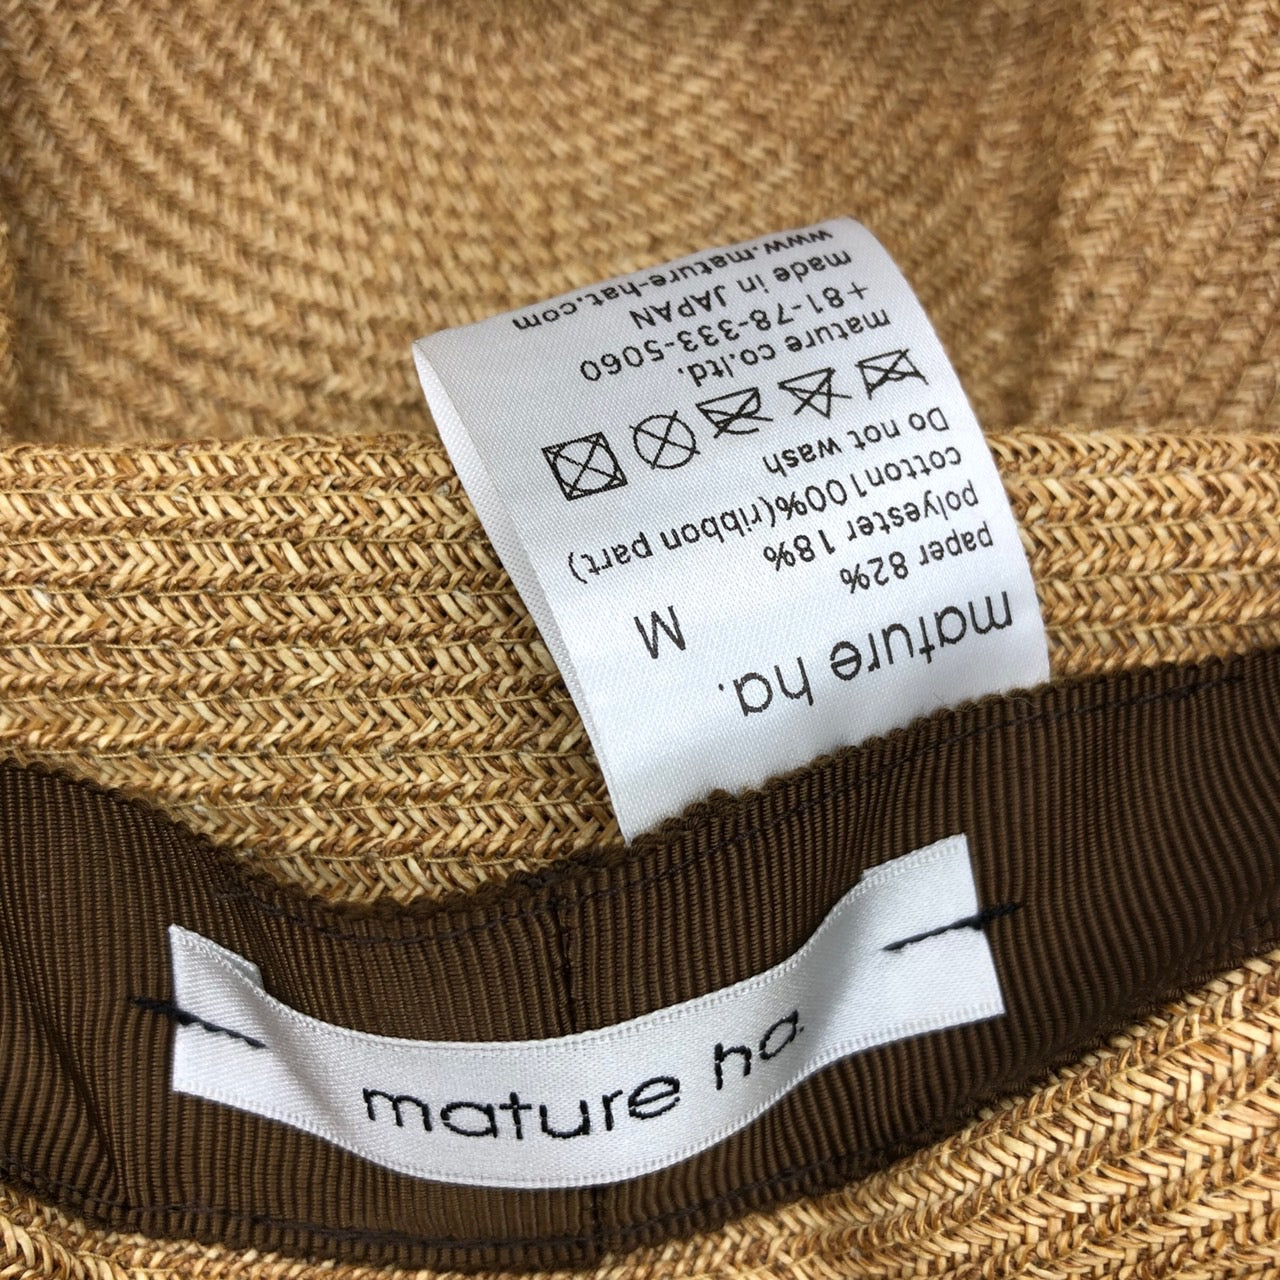 mature ha.
M
paper 82%
polyester 18%
cotton100%(ribbon part)
Do not wash
mature co.ltd.
+81-78-333-5060
made in JAPAN
www.mature-hat.com
mature ha.